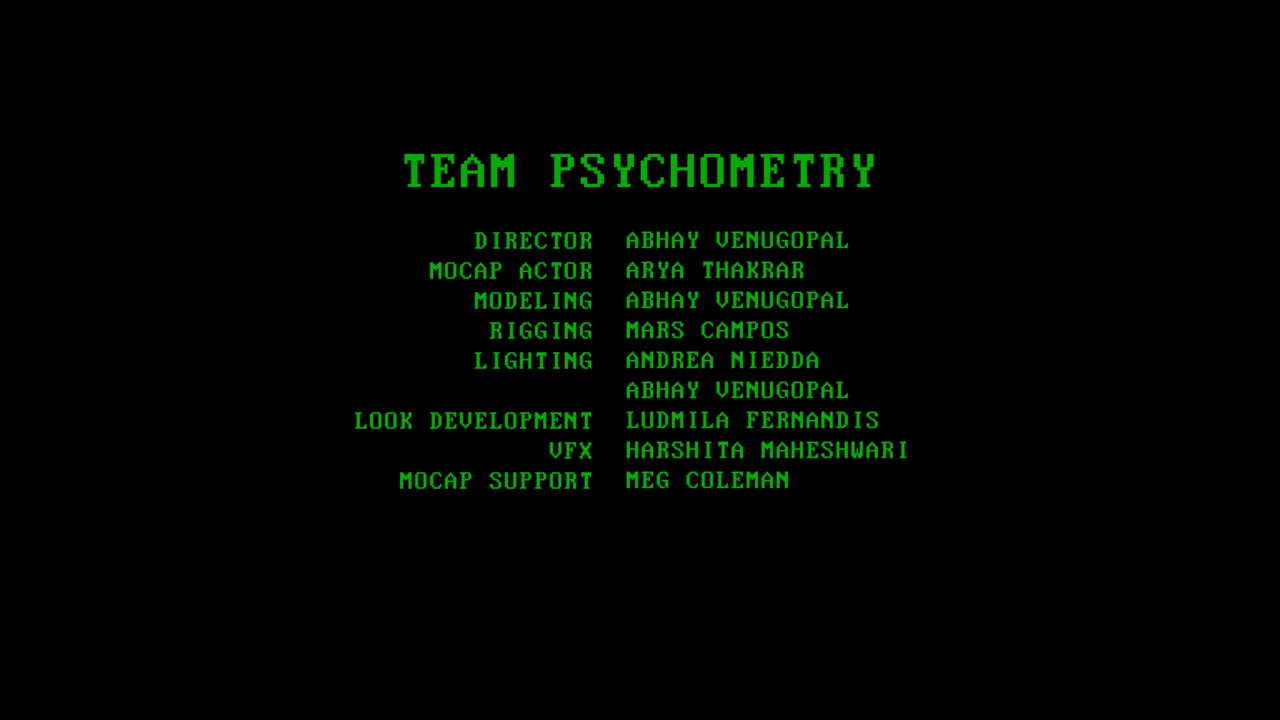 TEAM PSYCHOMETRY
DIRECTOR ABHAY VENUGOPAL
MOCAP ACTOR ARYA THAKRAR
MODELING ABHAY VENUGOPAL
RIGGING MARS CAMPOS
LIGHTING ANDREA NIEDDA
ABHAY VENUGOPAL
LOOK DEVELOPMENT LUDMILA FERNANDIS
VFX HARSHITA MAHESHWARI
MOCAP SUPPORT MEG COLEMAN